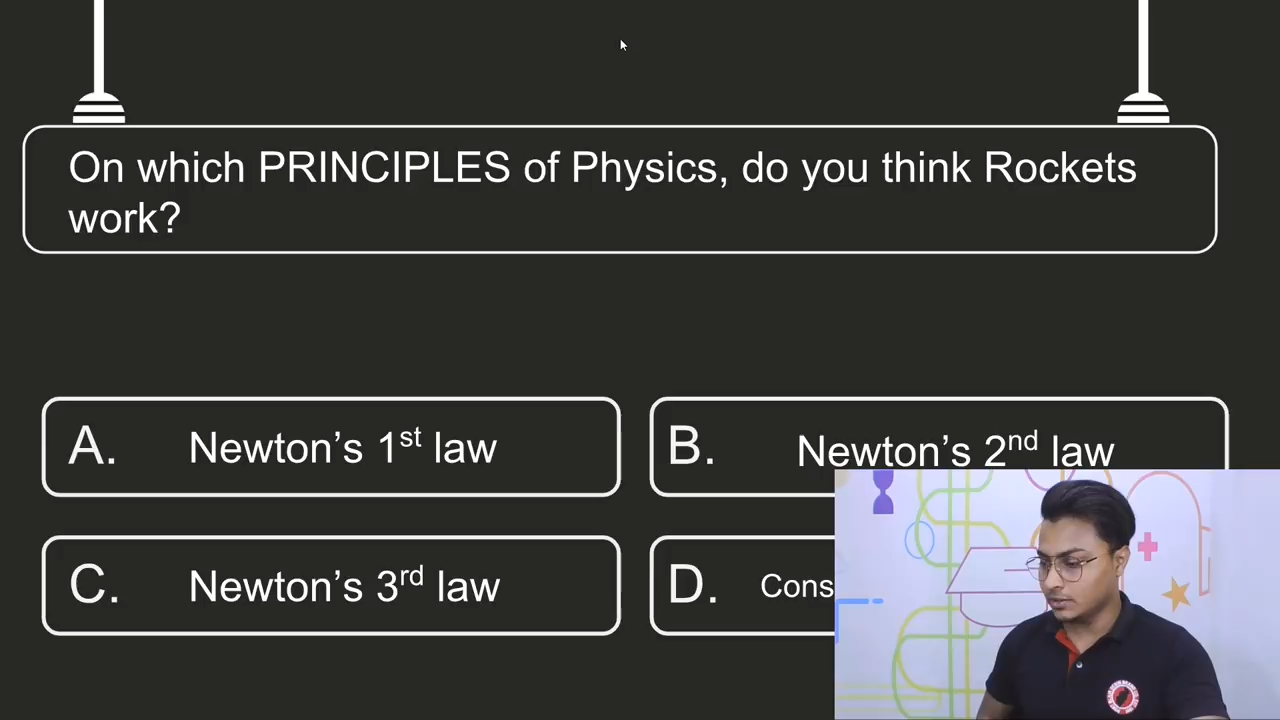 On which PRINCIPLES of Physics, do you think Rockets
work?
A. Newton’s 1st law
B. Newton’s 2nd law
C. Newton’s 3rd law
D.